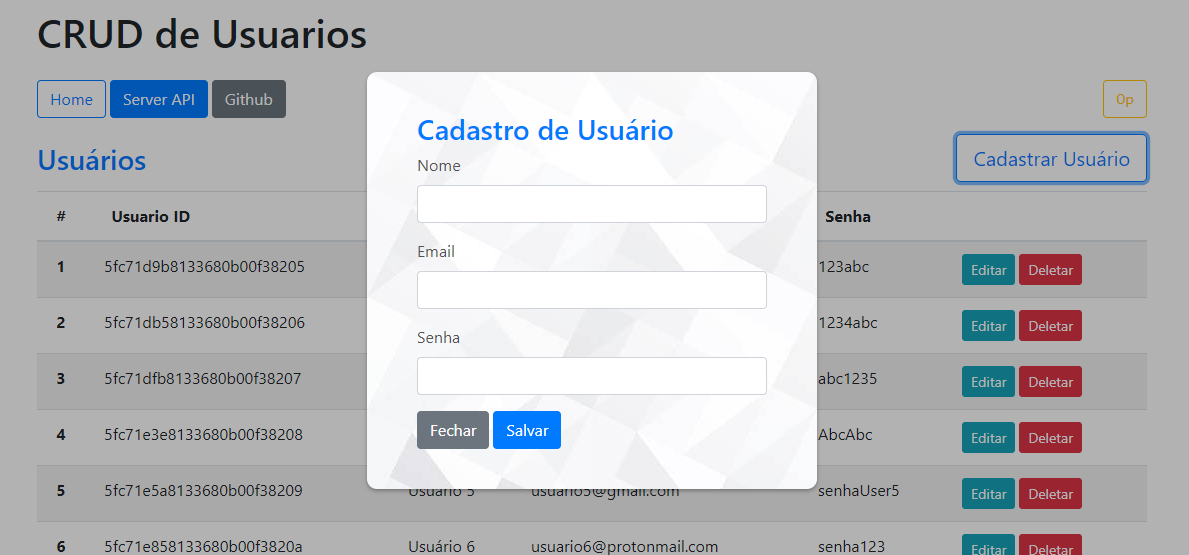 CRUD de Usuarios
Home Server API Github Op
Usuários Cadastrar Usuário
# Usuario ID Senha
1 5fc71d9b8133680b00f38205 123abc Editar Deletar
2 5fc71db58133680b00f38206 1234abc Editar Deletar
3 5fc71dfb8133680b00f38207 abc1235 Editar Deletar
4 5fc71e3e8133680b00f38208 AbcAbc Editar Deletar
5 5fc71e5a8133680b00f38209 Usuário 5 usuario5@gmail.com senhaUser5 Editar Deletar
6 5fc71e858133680b00f3820a Usuário 6 usuario6@protonmail.com senha123 Editar Deletar
Cadastro de Usuário
Nome
Email
Senha
Fechar Salvar